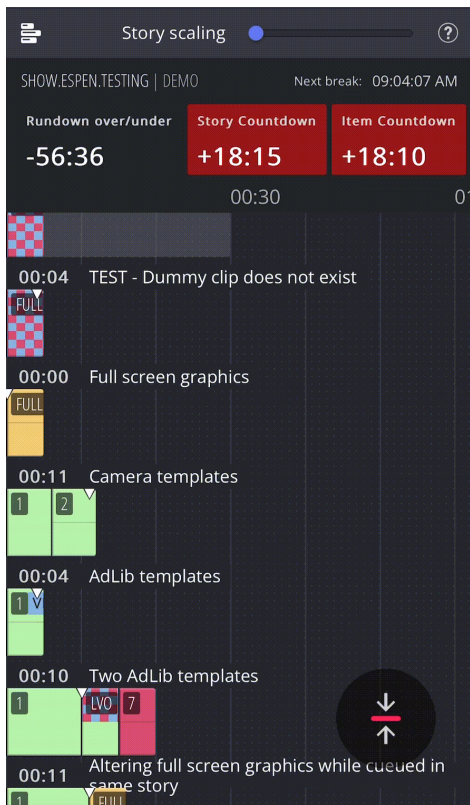 Story scaling
?
SHOW.ESPEN.TESTING | DEMO
Next break: 09:04:07 AM
Rundown over/under
-56:36
Story Countdown
+18:15
Item Countdown
+18:10
00:30
00:04 TEST - Dummy clip does not exist
FULL
00:00 Full screen graphics
FULL
00:11 Camera templates
1 2
00:04 AdLib templates
1 V
00:10 Two AdLib templates
1 LVO 7
00:11 Altering full screen graphics while cueued in
same story
1 FULL